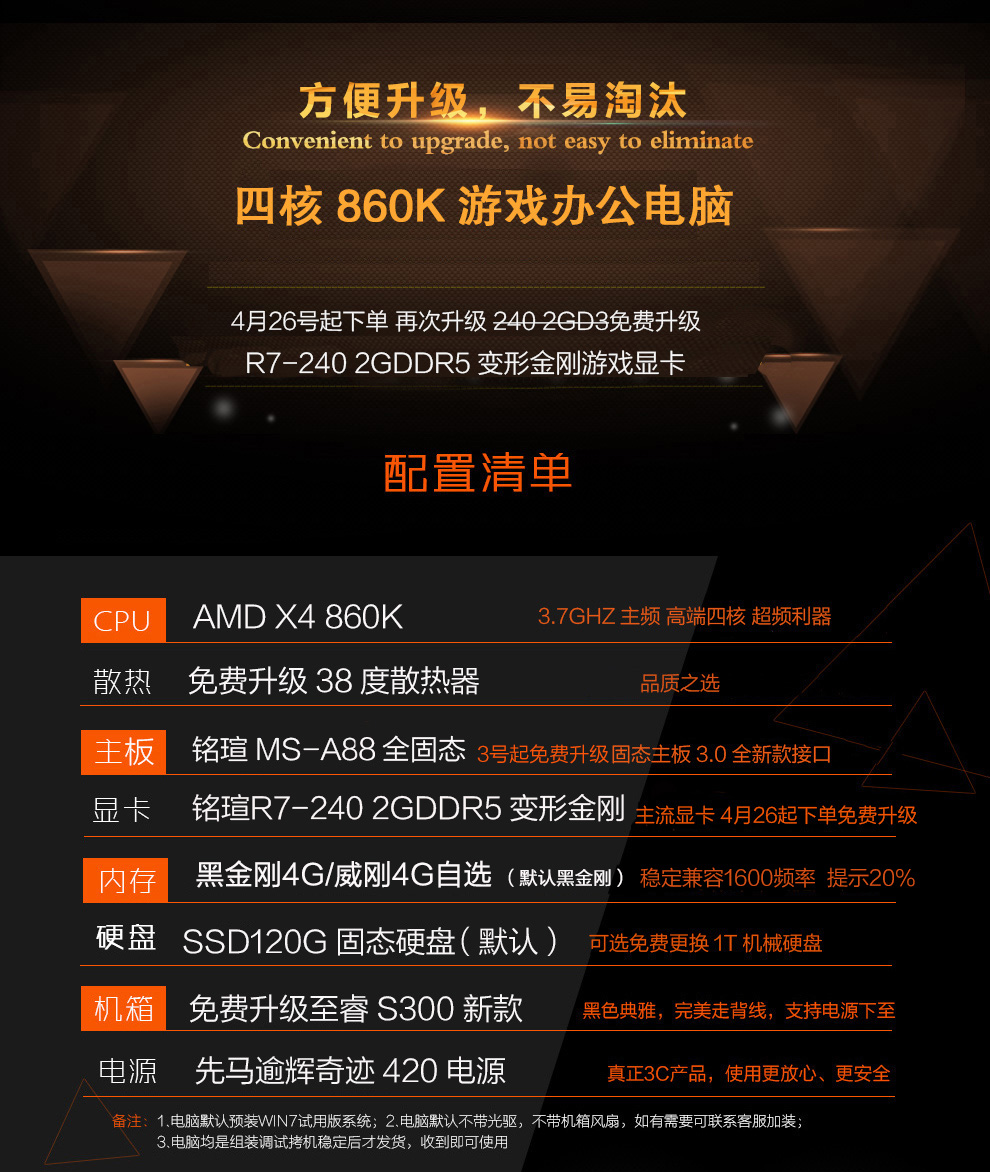 方便升级，不易淘汰
Convenient to upgrade, not easy to eliminate
四核 860K 游戏办公电脑
4月26号起下单 再次升级 240 2GD3免费升级
R7-240 2GDDR5 变形金刚游戏显卡
配置清单
CPU AMD X4 860K 3.7GHZ 主频 高端四核 超频利器
散热 免费升级 38 度散热器 品质之选
主板 铭瑄 MS-A88 全固态 3号起免费升级固态主板 3.0 全新款接口
显卡 铭瑄R7-240 2GDDR5 变形金刚 主流显卡 4月26起下单免费升级
内存 黑金刚4G/威刚4G自选（默认黑金刚） 稳定兼容1600频率 提示20%
硬盘 SSD120G 固态硬盘（默认） 可选免费更换 1T 机械硬盘
机箱 免费升级至睿 S300 新款 黑色典雅，完美走背线，支持电源下至
电源 先马逾辉奇迹 420 电源 真正3C产品，使用更放心、更安全
备注：1.电脑默认预装WIN7试用版系统；2.电脑默认不带光驱，不带机箱风扇，如有需要可联系客服加装；
3.电脑均是组装调试拷机稳定后才发货，收到即可使用